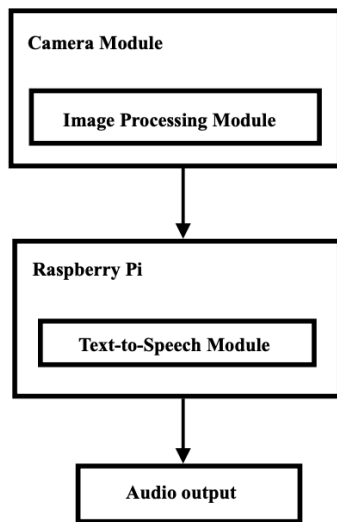 Camera Module
Image Processing Module
Raspberry Pi
Text-to-Speech Module
Audio output